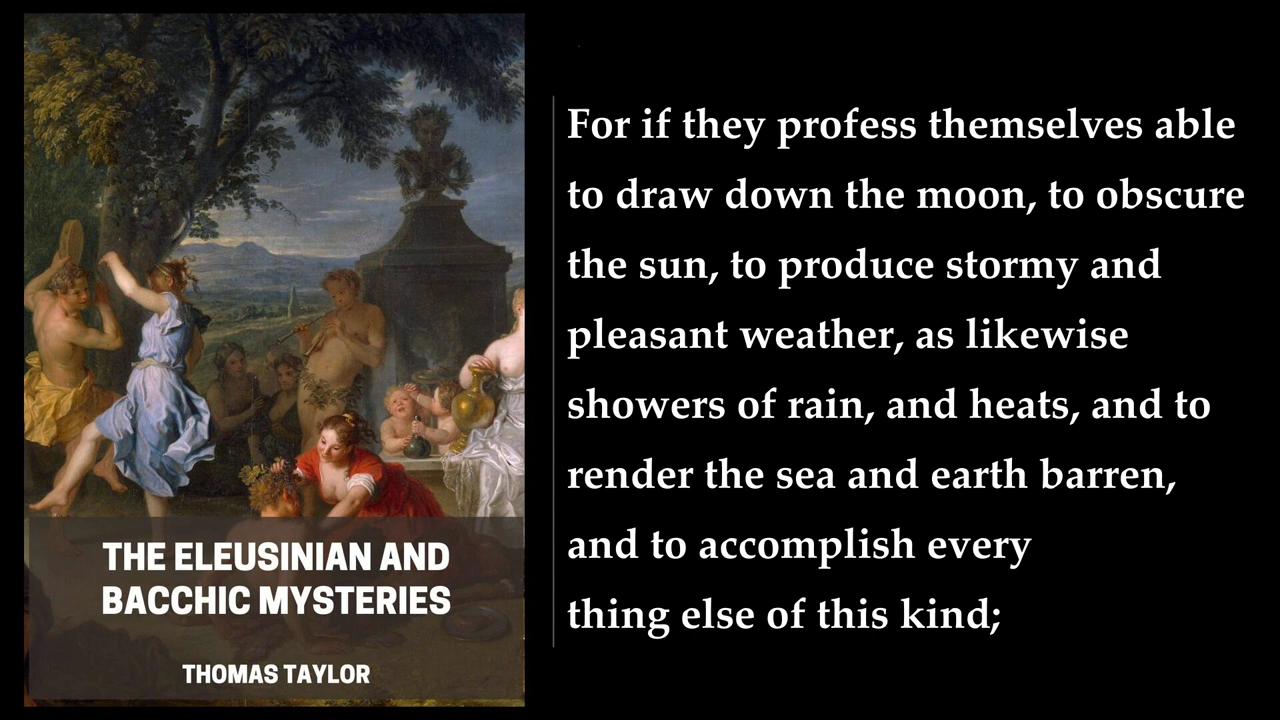 THE ELEUSINIAN AND
BACCHIC MYSTERIES
THOMAS TAYLOR
For if they profess themselves able
to draw down the moon, to obscure
the sun, to produce stormy and
pleasant weather, as likewise
showers of rain, and heats, and to
render the sea and earth barren,
and to accomplish every
thing else of this kind;